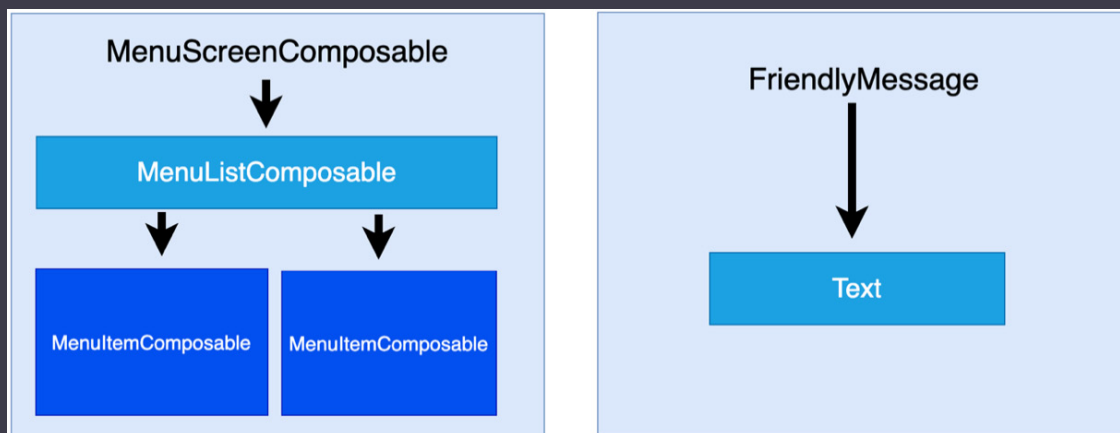 MenuScreenComposable
MenuListComposable
MenuItemComposable
MenuItemComposable
FriendlyMessage
Text